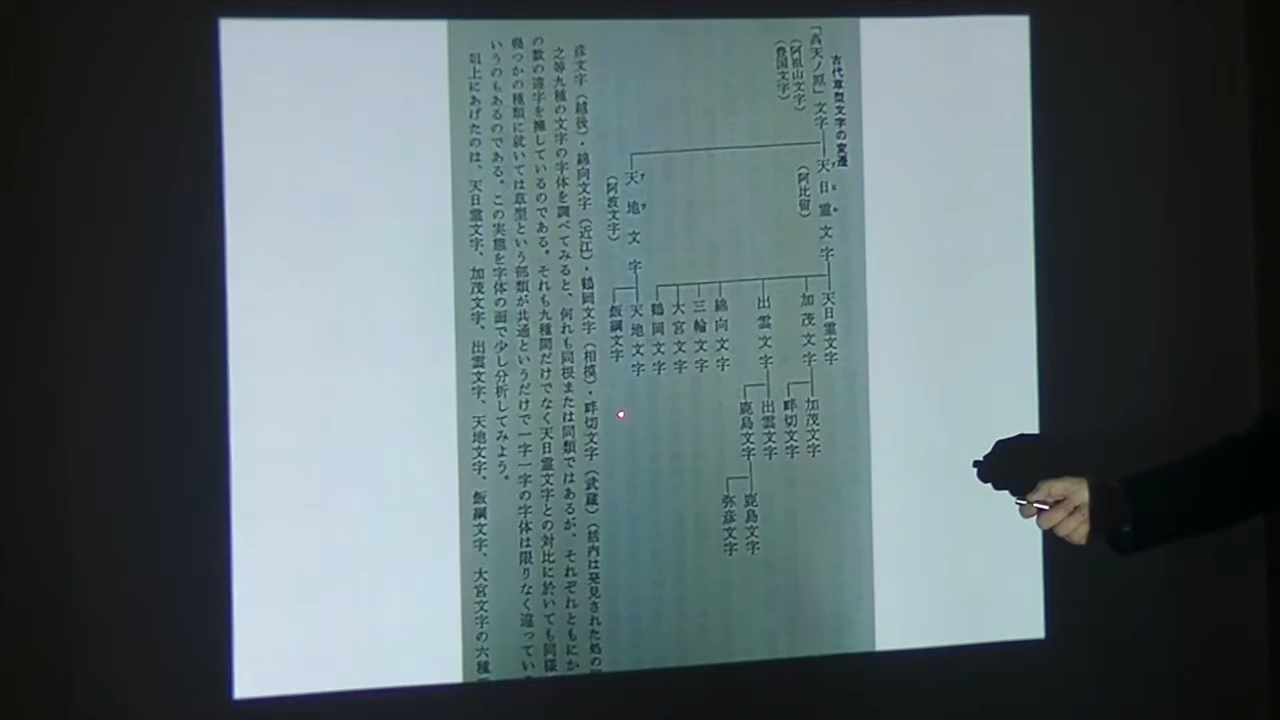 古代草型文字の変遷
「高天ノ原」文字
(阿祖山文字)
(豊国文字)
天日霊文字
アヒル
(阿比留)
天地文字
アワ
(阿波文字)
天日霊文字
加茂文字
出雲文字
綿向文字
三輪文字
大宮文字
鶴岡文字
天地文字
飯綱文字
加茂文字
畔切文字
出雲文字
鹿島文字
鹿島文字
弥彦文字
彦文字(越後)・綿向文字(近江)・鶴岡文字(相模)・畔切文字(武蔵)(括内は発見された処の
之等九種の文字の字体を調べてみると、何れも同根または同類ではあるが、それぞれともにか
の数の違字を擁しているのである。それも九種間だけでなく天日霊文字との対比に於いても同様
幾つかの種類に就いては草型という部類が共通というだけで一字一字の字体は限りなく違ってい
いうのもあるのである。この実態を字体の面で少し分析してみよう。
俎上にあげたのは、天日霊文字、加茂文字、出雲文字、天地文字、飯綱文字、大宮文字の六種